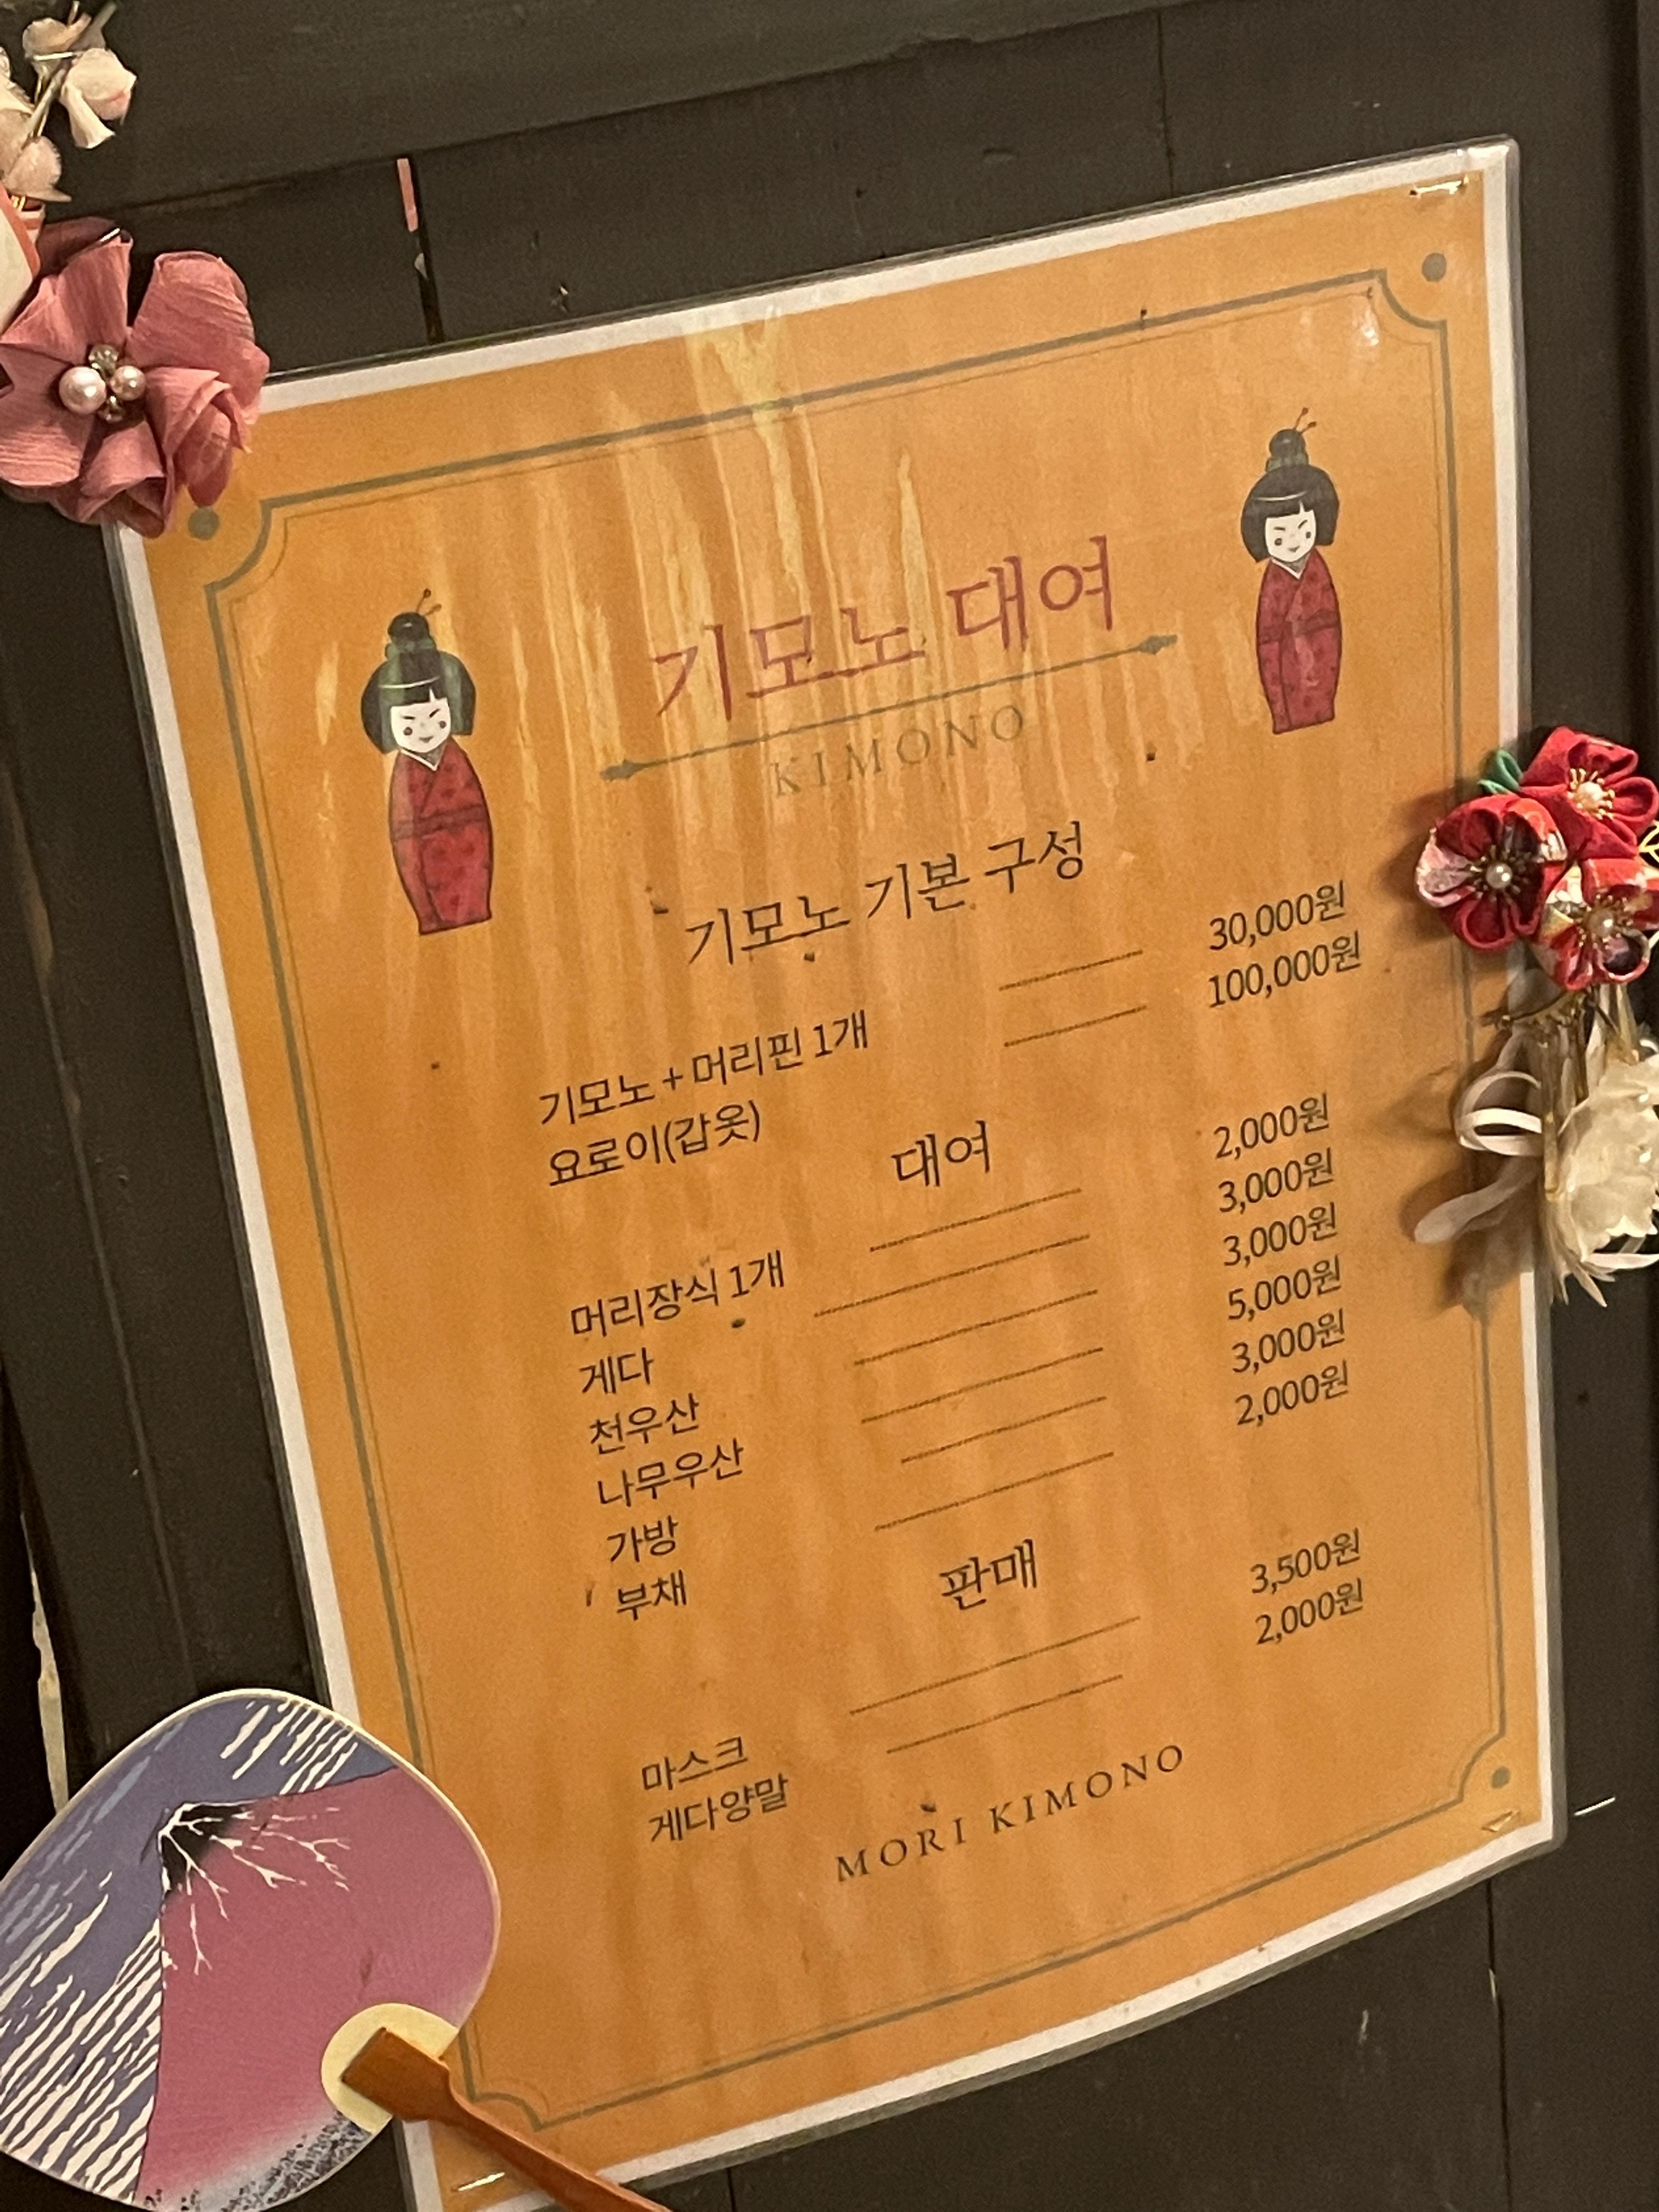 기모노 대여
KIMONO
기모노 기본 구성
기모노 + 머리핀 1개 30,000원
요로이(갑옷) 100,000원
대여
머리장식 1개 2,000원
게다 3,000원
천우산 3,000원
나무우산 5,000원
가방 3,000원
부채 2,000원
판매
마스크 3,500원
게다양말 2,000원
MORI KIMONO